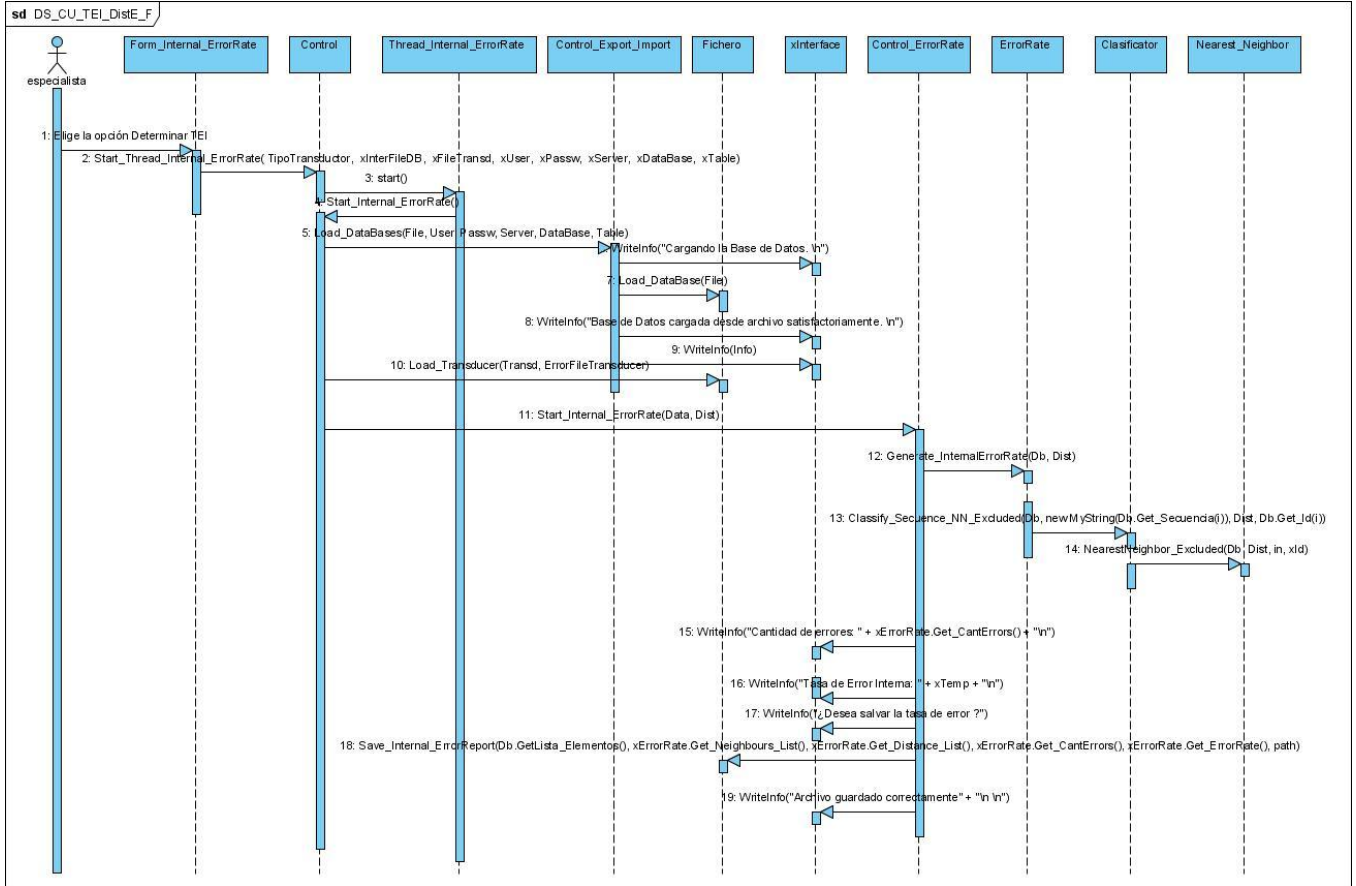 sd DS_CU_TEI_DistE_F
especialista
Form_Internal_ErrorRate
Control
Thread_Internal_ErrorRate
Control_Export_Import
Fichero
xInterface
Control_ErrorRate
ErrorRate
Clasificator
Nearest_Neighbor
1: Elige la opción Determinar TEI
2: Start_Thread_Internal_ErrorRate( TipoTransductor, xInterFileDB, xFileTransd, xUser, xPassw, xServer, xDataBase, xTable)
3: start()
4: Start_Internal_ErrorRate()
5: Load_DataBases(File, User, Passw, Server, DataBase, Table)
WriteInfo("Cargando la Base de Datos. \n")
7: Load_DataBase(File)
8: WriteInfo("Base de Datos cargada desde archivo satisfactoriamente. \n")
9: WriteInfo(Info)
10: Load_Transducer(Transd, ErrorFileTransducer)
11: Start_Internal_ErrorRate(Data, Dist)
12: Generate_InternalErrorRate(Db, Dist)
13: Classify_Secuence_NN_Excluded(Db, new MyString(Db.Get_Secuencia(i)), Dist, Db.Get_Id(i))
14: NearestNeighbor_Excluded(Db, Dist, in, xId)
15: WriteInfo("Cantidad de errores: " + xErrorRate.Get_CantErrors() + "\n")
16: WriteInfo("Tasa de Error Interna: " + xTemp + "\n")
17: WriteInfo("¿Desea salvar la tasa de error ?")
18: Save_Internal_ErrorReport(Db.GetLista_Elementos(), xErrorRate.Get_Neighbours_List(), xErrorRate.Get_Distance_List(), xErrorRate.Get_CantErrors(), xErrorRate.Get_ErrorRate(), path)
19: WriteInfo("Archivo guardado correctamente" + "\n \n")